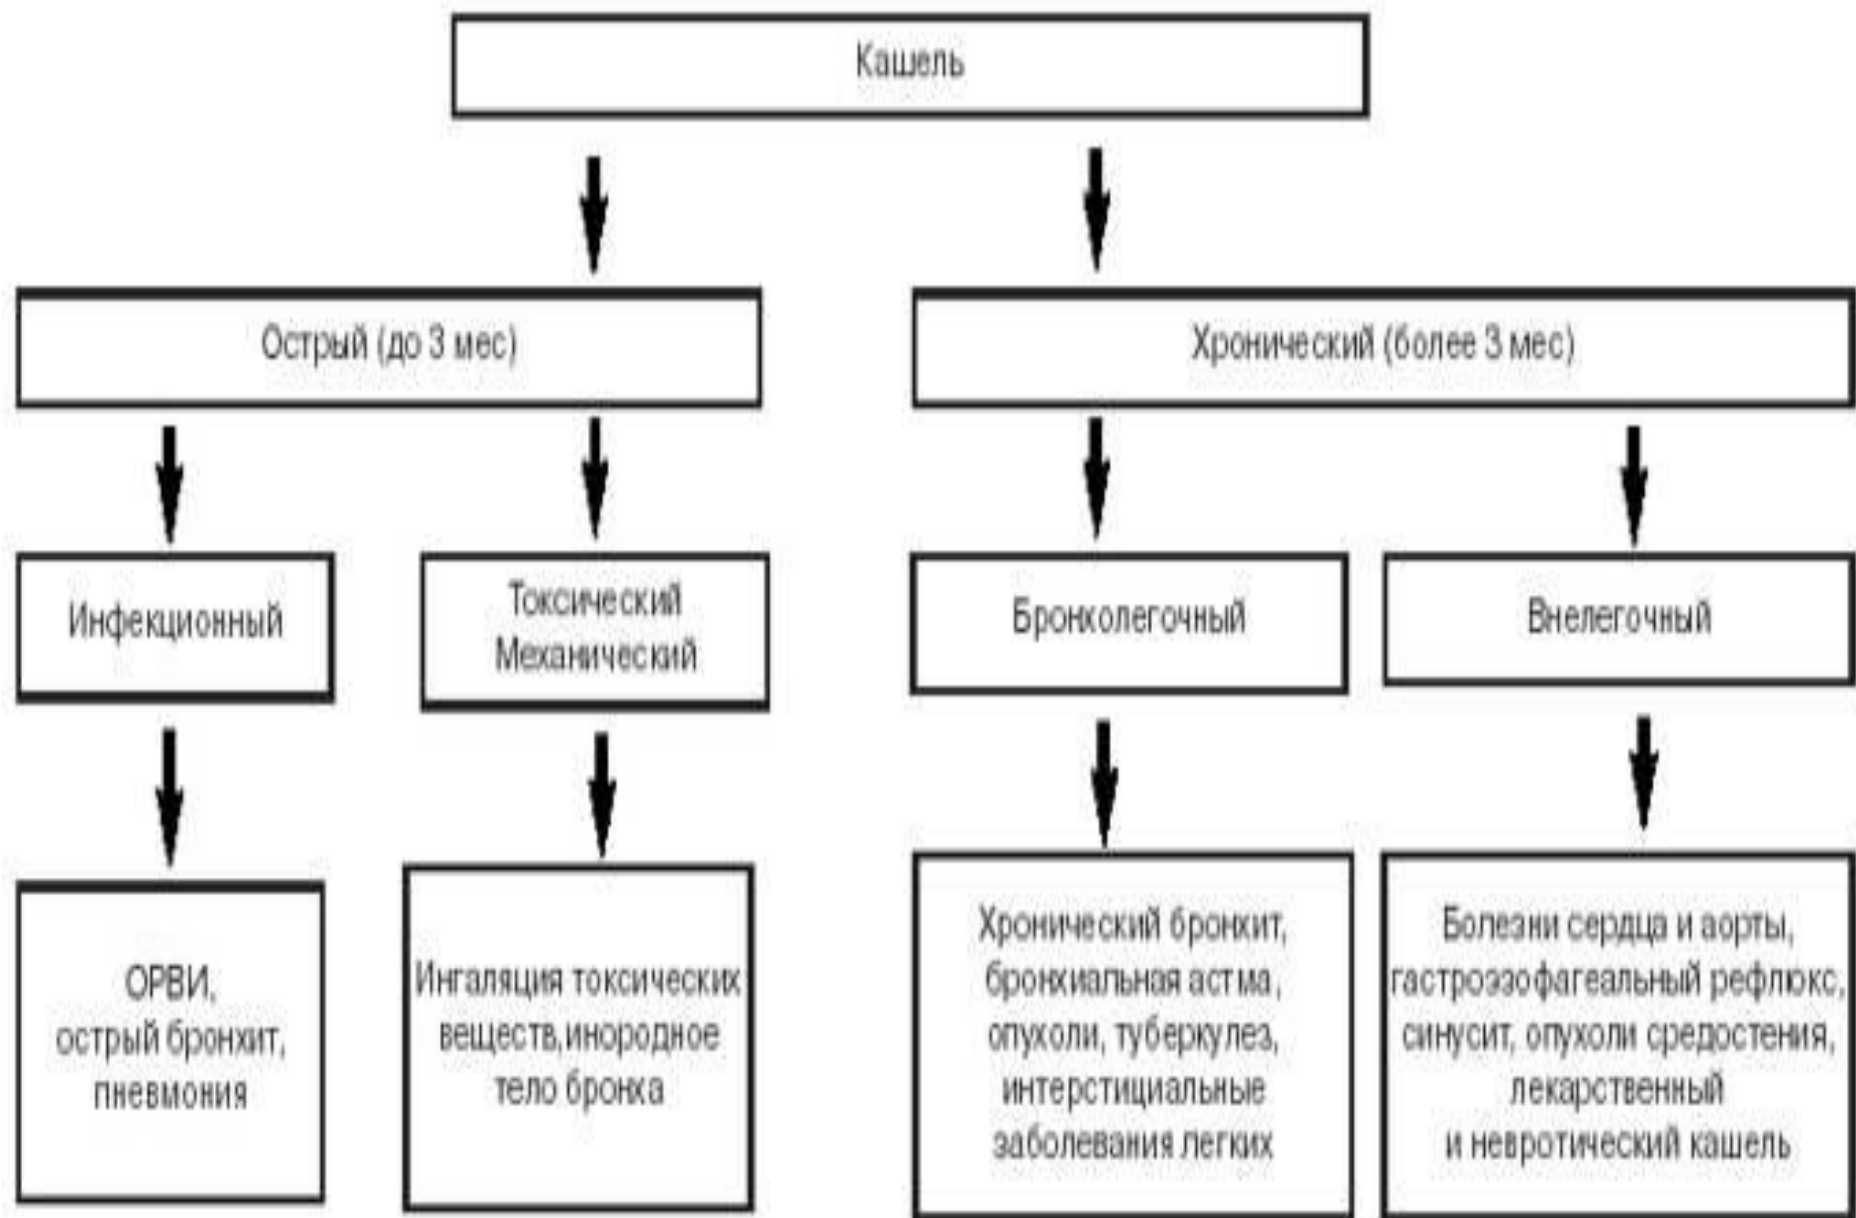 Кашель
Острый (до 3 мес)
Хронический (более 3 мес)
Инфекционный
Токсический
Механический
Бронхолегочный
Внелегочный
ОРВИ,
острый бронхит,
пневмония
Ингаляция токсических
веществ,инородное
тело бронха
Хронический бронхит,
бронхиальная астма,
опухоли, туберкулез,
интерстициальные
заболевания легких
Болезни сердца и аорты,
гастроэзофагеальный рефлюкс,
синусит, опухоли средостения,
лекарственный
и невротический кашель